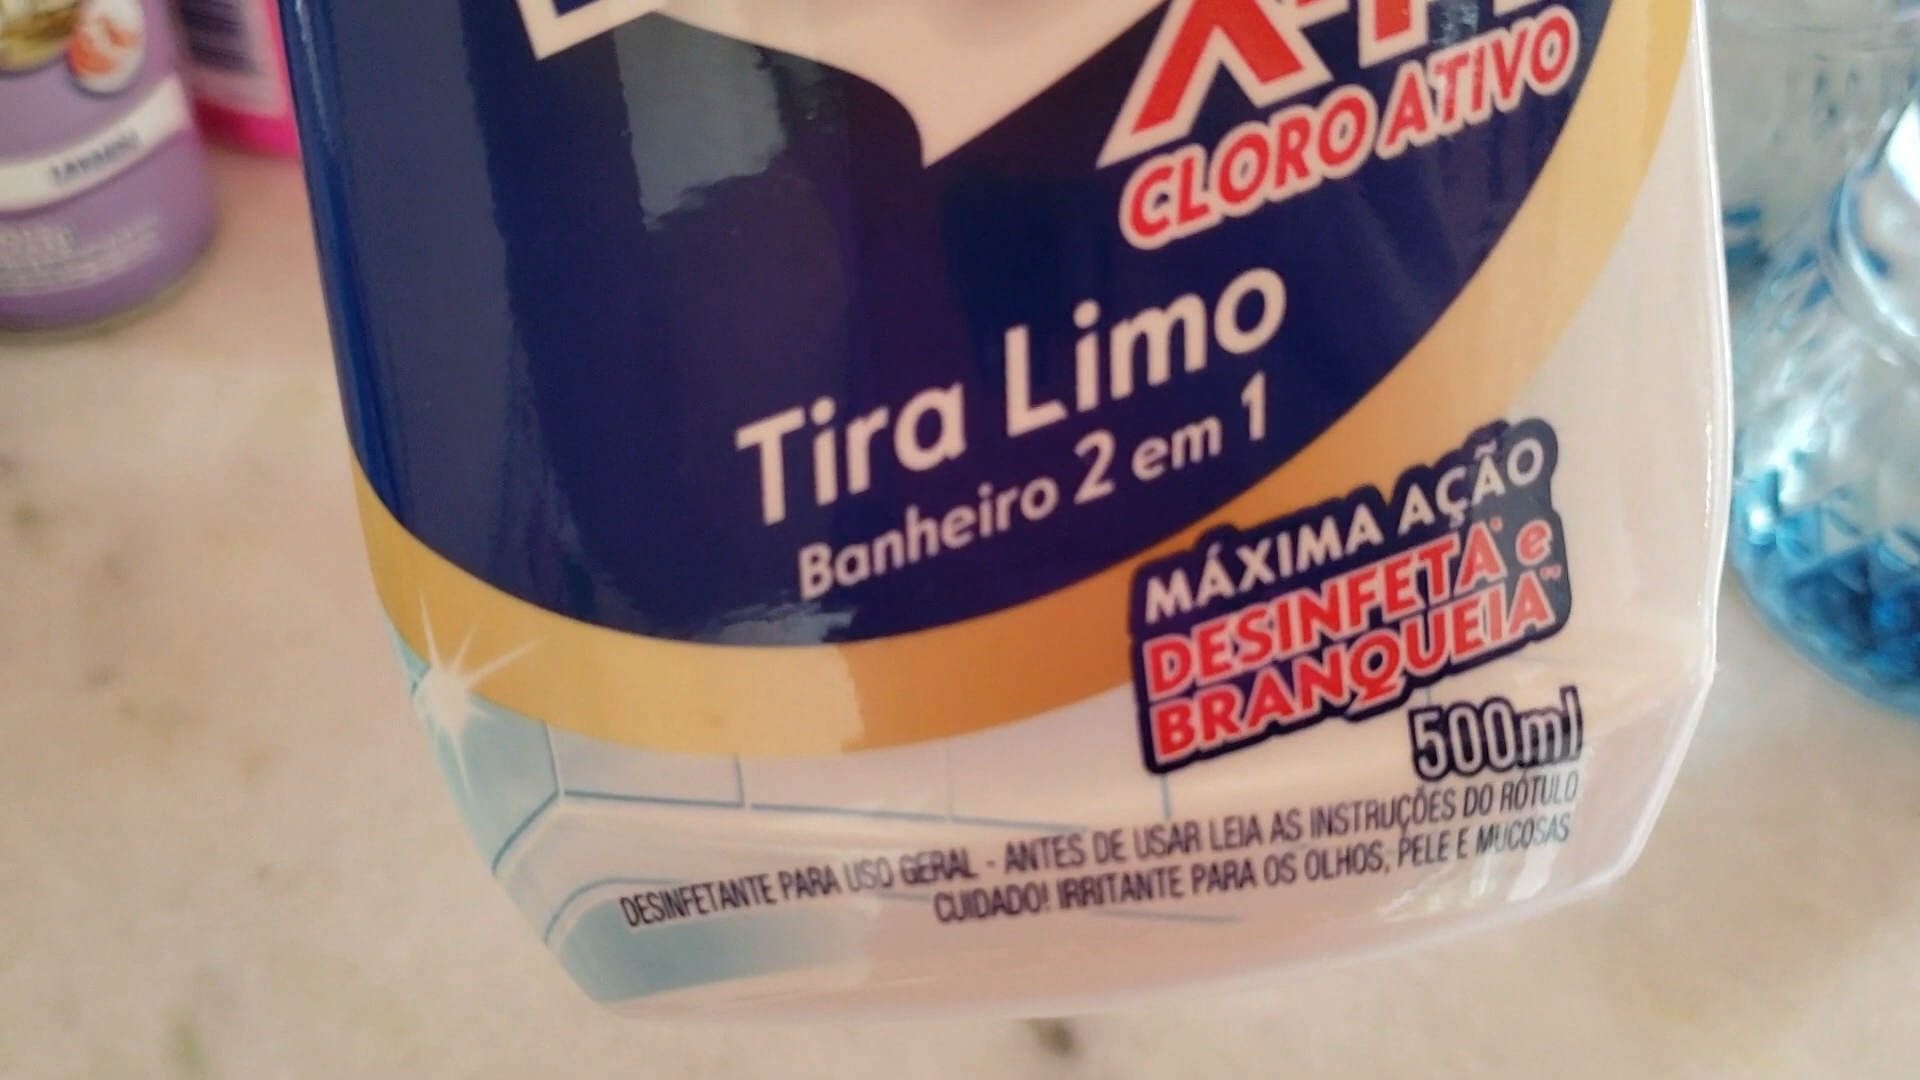 CLORO ATIVO
Tira Limo
Banheiro 2 em 1
MÁXIMA AÇÃO
DESINFETA* e
BRANQUEIA**
500ml
DESINFETANTE PARA USO GERAL - ANTES DE USAR LEIA AS INSTRUÇÕES DO RÓTULO
CUIDADO! IRRITANTE PARA OS OLHOS, PELE E MUCOSAS